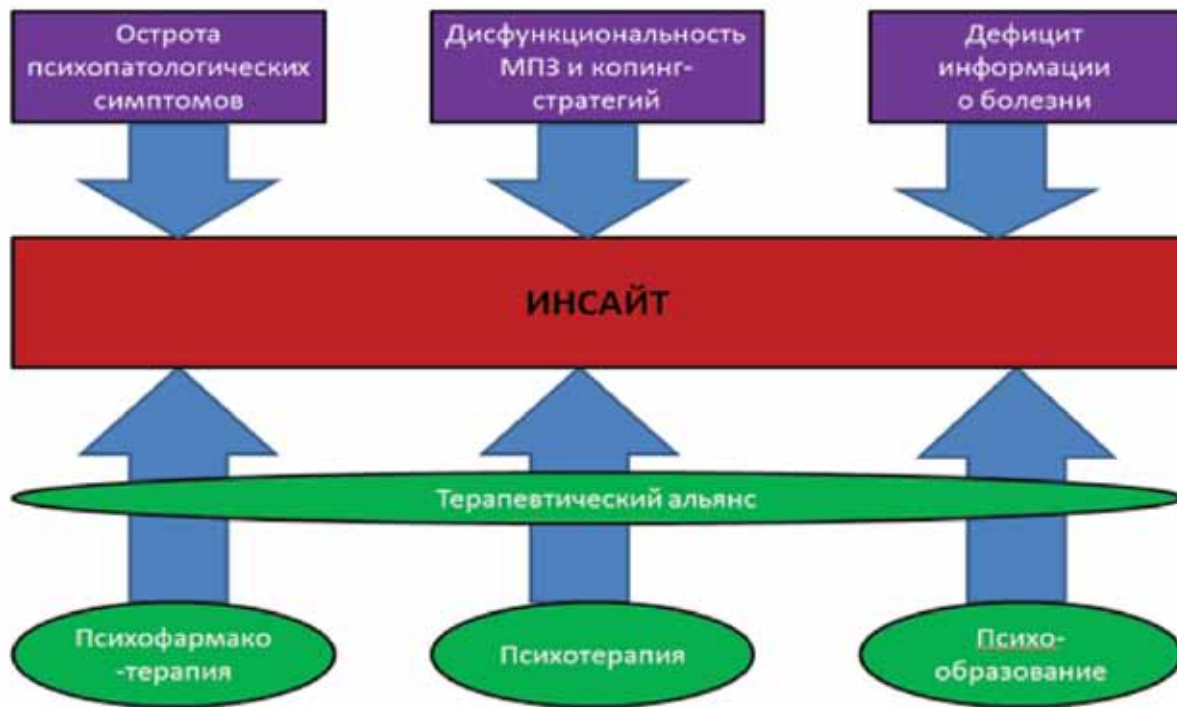 Острота
психопатологических
симптомов
Дисфункциональность
МПЗ и копинг-
стратегий
Дефицит
информации
о болезни
ИНСАЙТ
Терапевтический альянс
Психофармако
-терапия
Психотерапия
Психо-
образование